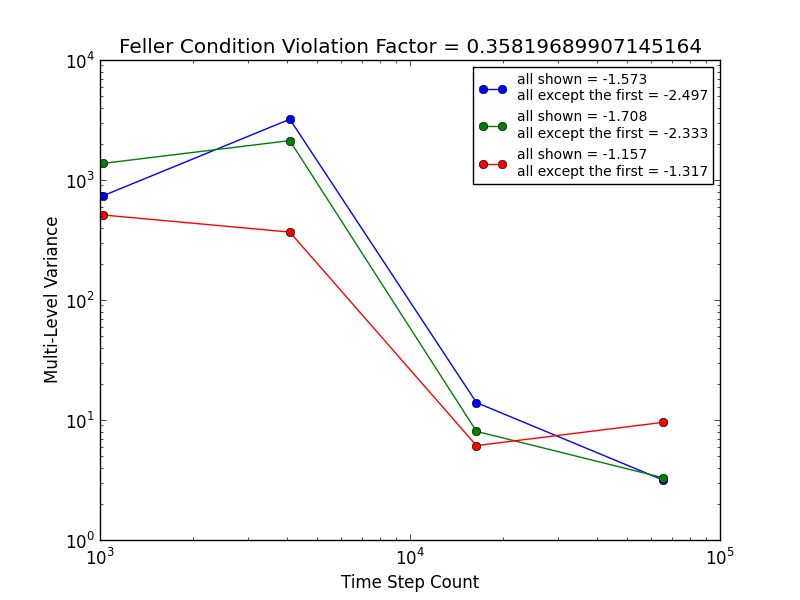 Feller Condition Violation Factor = 0.35819689907145164
all shown = -1.573
all except the first = -2.497
all shown = -1.708
all except the first = -2.333
all shown = -1.157
all except the first = -1.317
Multi-Level Variance
10^4
10^3
10^2
10^1
10^0
10^3 10^4 10^5
Time Step Count